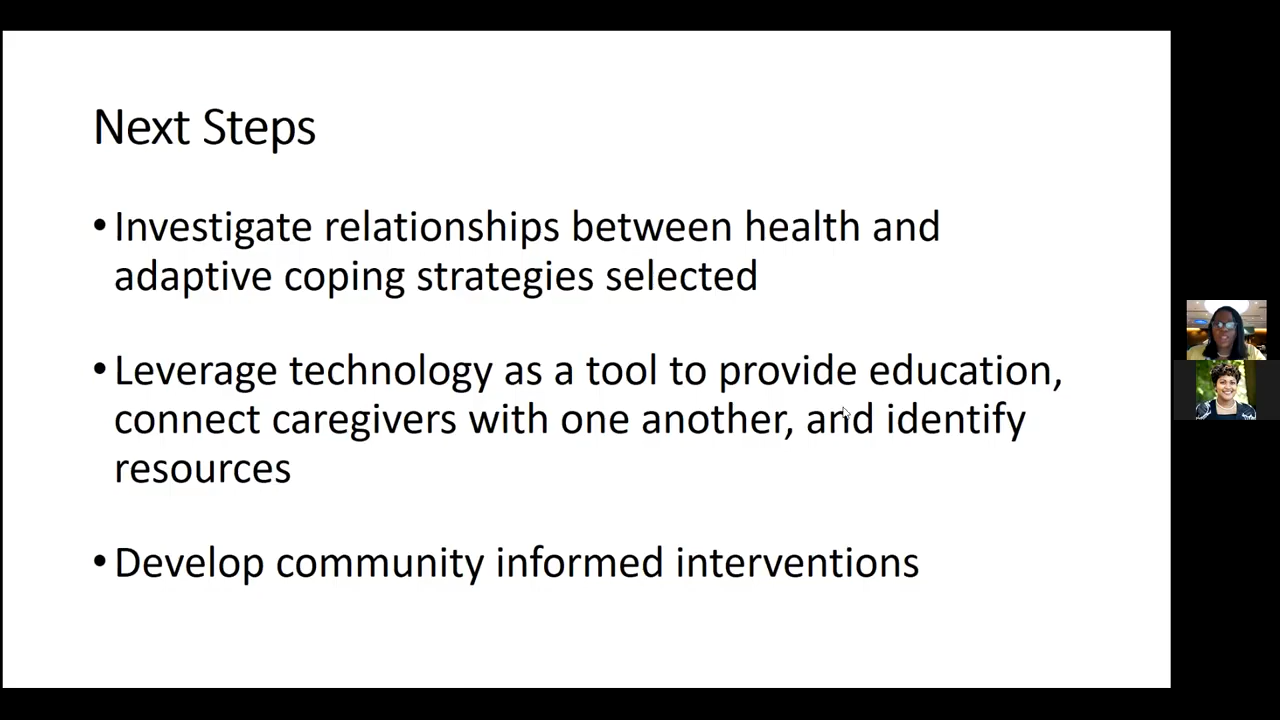 Next Steps
•Investigate relationships between health and
adaptive coping strategies selected
•Leverage technology as a tool to provide education,
connect caregivers with one another, and identify
resources
•Develop community informed interventions